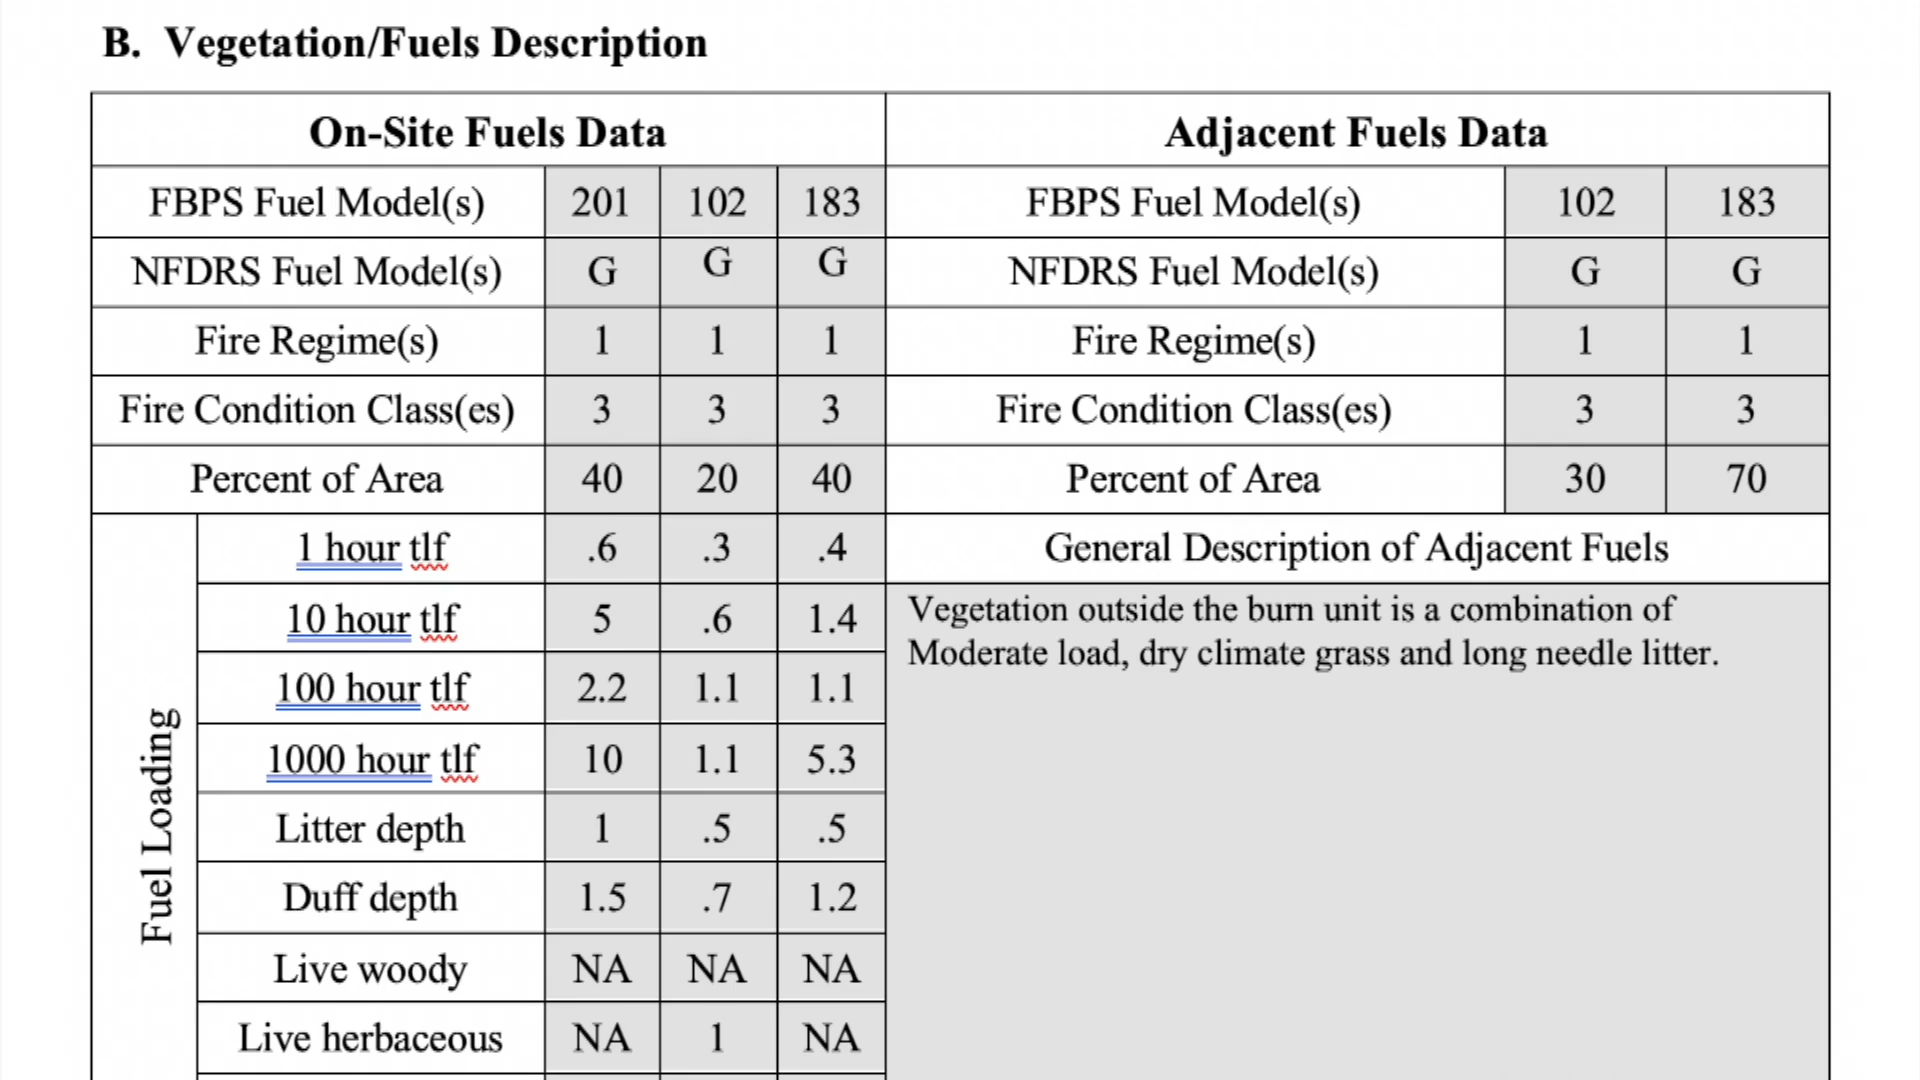 B. Vegetation/Fuels Description
On-Site Fuels Data Adjacent Fuels Data
FBPS Fuel Model(s) 201 102 183 FBPS Fuel Model(s) 102 183
NFDRS Fuel Model(s) G G G NFDRS Fuel Model(s) G G
Fire Regime(s) 1 1 1 Fire Regime(s) 1 1
Fire Condition Class(es) 3 3 3 Fire Condition Class(es) 3 3
Percent of Area 40 20 40 Percent of Area 30 70
Fuel Loading
1 hour tlf .6 .3 .4 General Description of Adjacent Fuels
10 hour tlf 5 .6 1.4 Vegetation outside the burn unit is a combination of
Moderate load, dry climate grass and long needle litter.
100 hour tlf 2.2 1.1 1.1
1000 hour tlf 10 1.1 5.3
Litter depth 1 .5 .5
Duff depth 1.5 .7 1.2
Live woody NA NA NA
Live herbaceous NA 1 NA